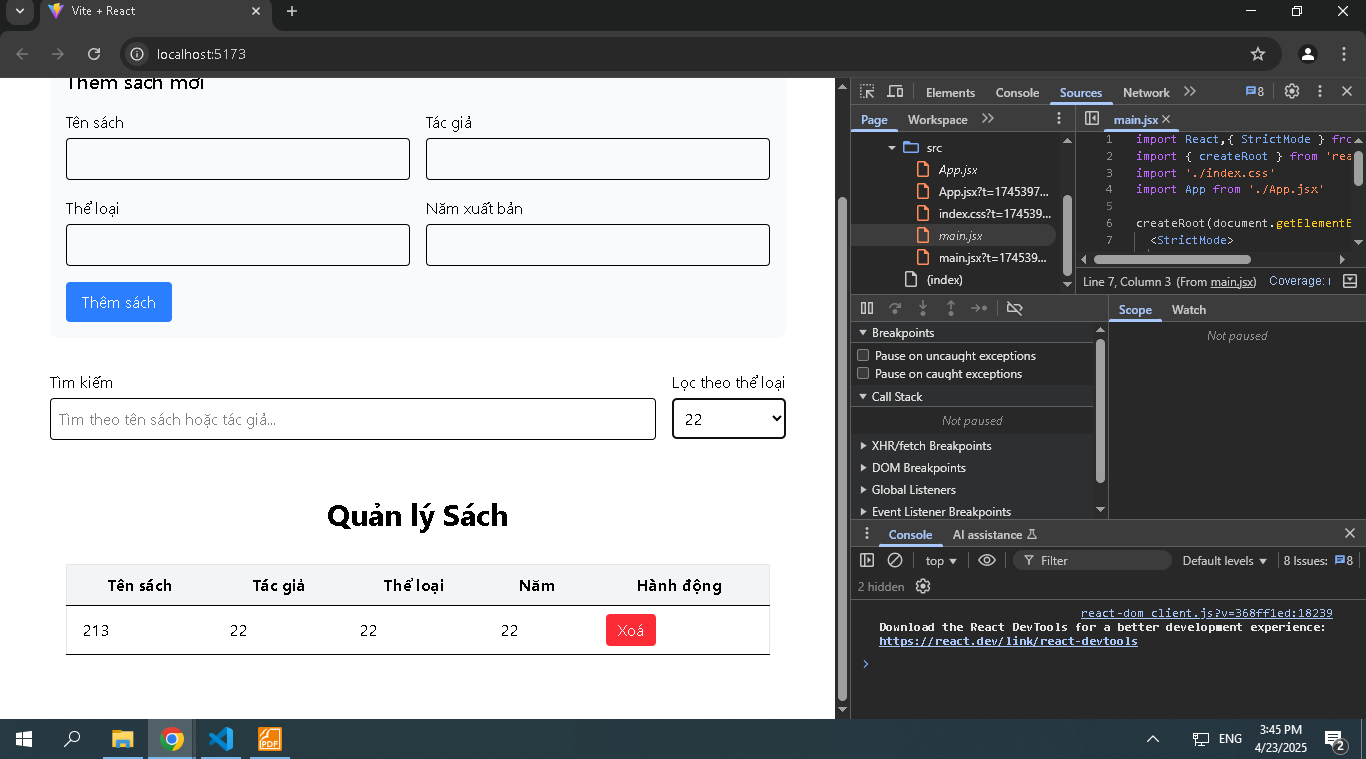 Vite + React
localhost:5173
Thêm sách mới
Tên sách
Tác giả
Thể loại
Năm xuất bản
Thêm sách
Tìm kiếm
Lọc theo thể loại
Tìm theo tên sách hoặc tác giả...
22
Quản lý Sách
Tên sách Tác giả Thể loại Năm Hành động
213 22 22 22 Xoá
Elements Console Sources Network 8
Page Workspace
main.jsx
src
App.jsx
App.jsx?t=1745397...
index.css?t=174539...
main.jsx
main.jsx?t=174539...
(index)
1 import React,{ StrictMode } fro
2 import { createRoot } from 'rea
3 import './index.css'
4 import App from './App.jsx'
5
6 createRoot(document.getElementE
7 <StrictMode>
Line 7, Column 3 (From main.jsx) Coverage:
Breakpoints
Pause on uncaught exceptions
Pause on caught exceptions
Call Stack
Not paused
XHR/fetch Breakpoints
DOM Breakpoints
Global Listeners
Event Listener Breakpoints
Scope Watch
Not paused
Console AI assistance
top Filter Default levels 8 Issues: 8
2 hidden
react-dom_client.js?v=368ff1ed:18239
Download the React DevTools for a better development experience:
https://react.dev/link/react-devtools
PDF
ENG
3:45 PM
4/23/2025
2